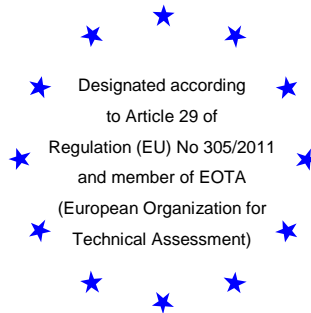 Designated according
to Article 29 of
Regulation (EU) No 305/2011
and member of EOTA
(European Organization for
Technical Assessment)